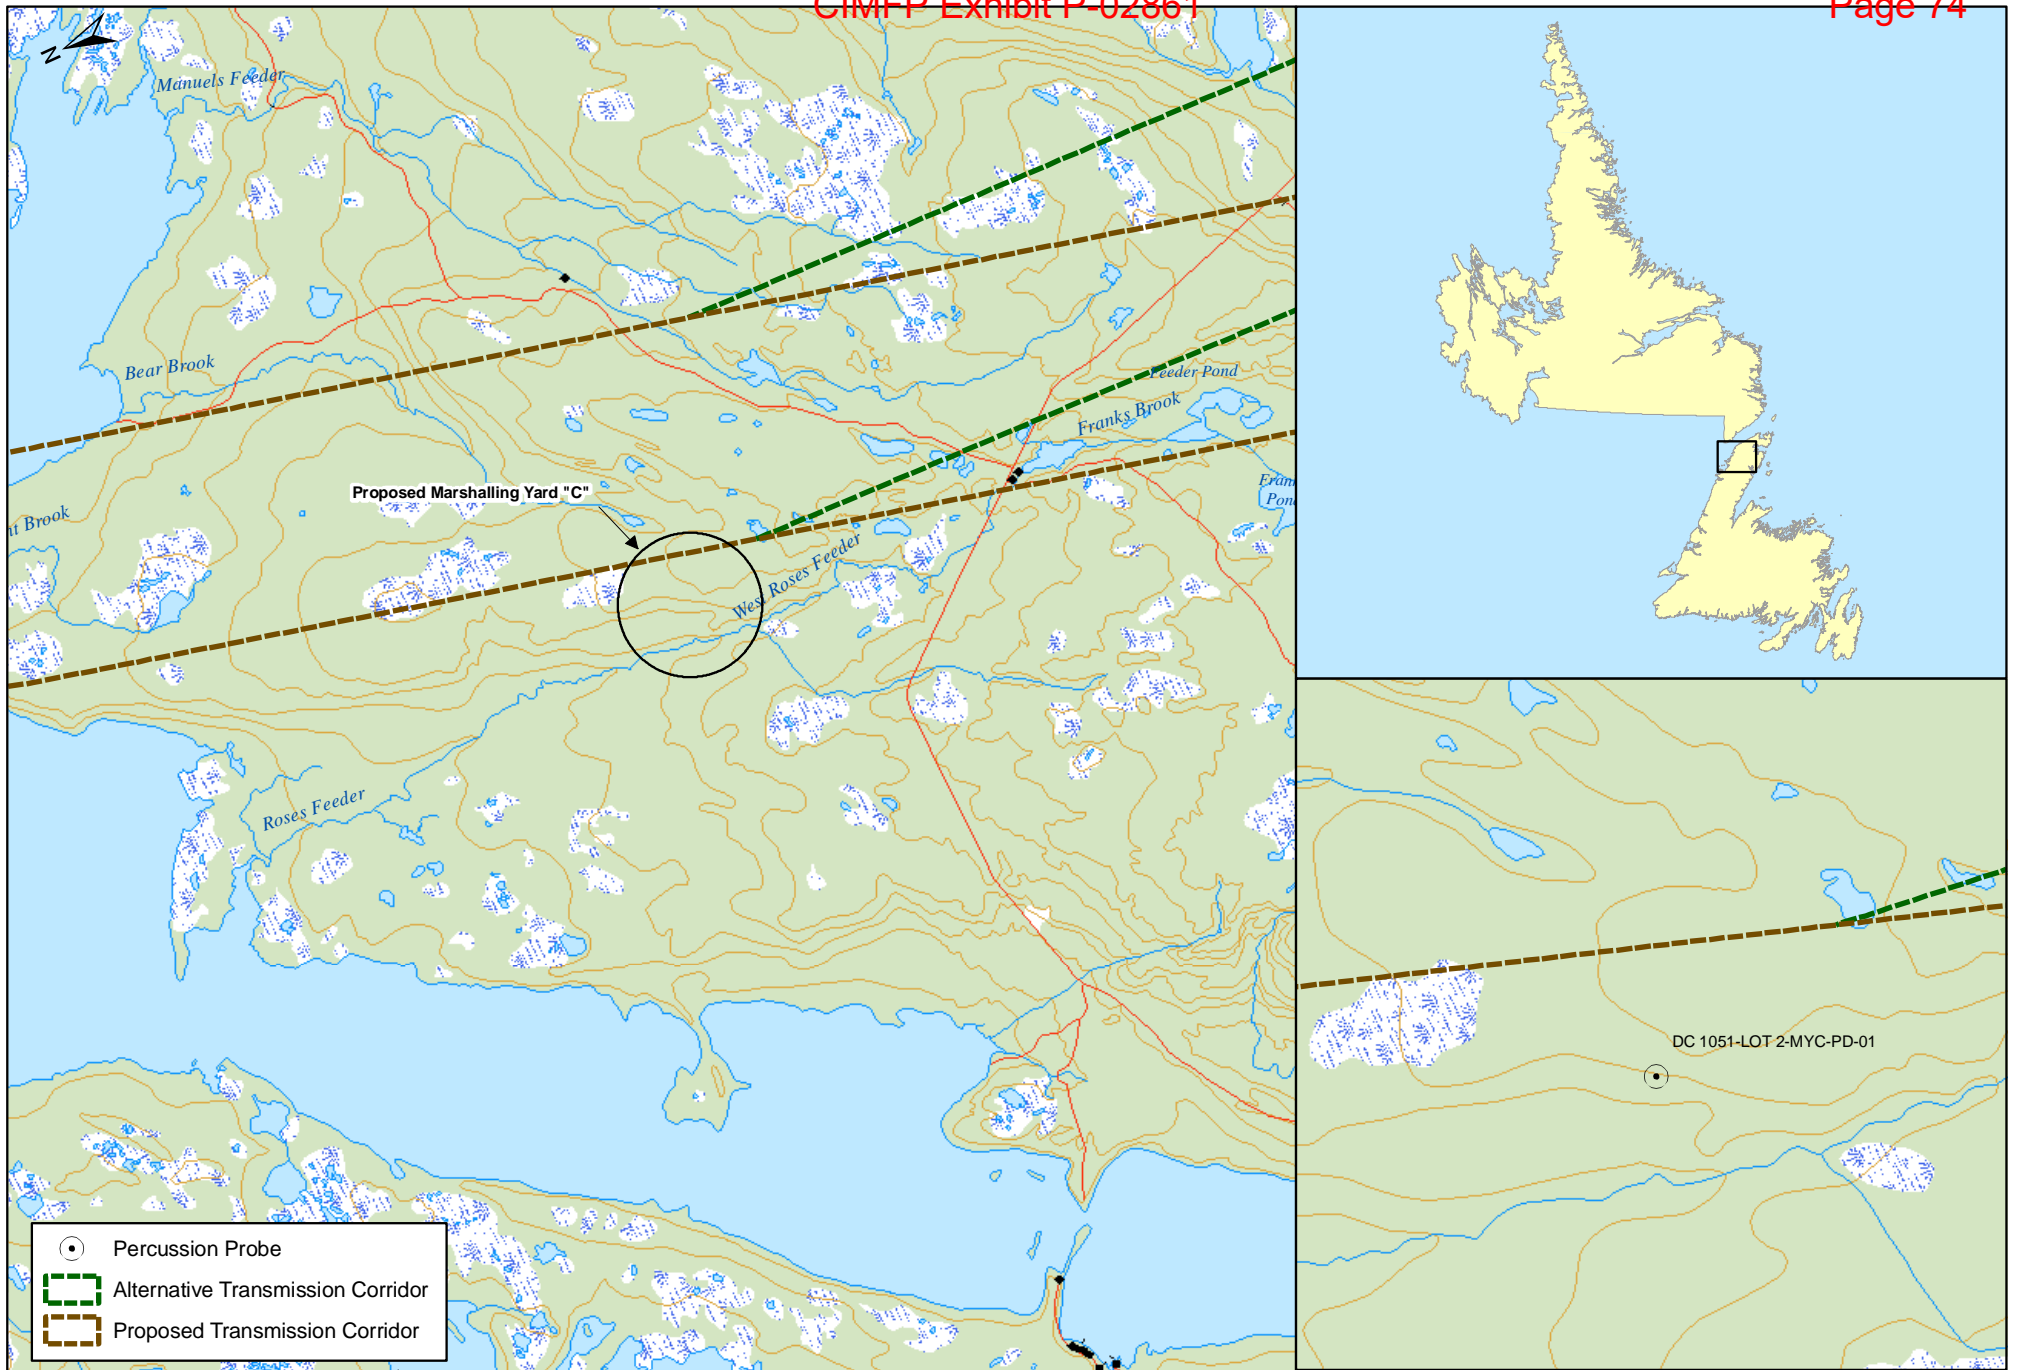 CIMFP Exhibit P-02861
Page 74
N
Manuels Feeder
Bear Brook
Feeder Pond
Franks Brook
Proposed Marshalling Yard "C"
Brook
West Roses Feeder
Roses Feeder
DC 1051-LOT 2-MYC-PD-01
Percussion Probe
Alternative Transmission Corridor
Proposed Transmission Corridor